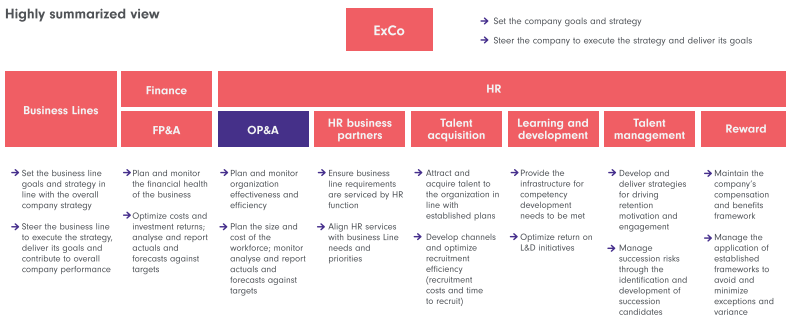 Highly summarized view
ExCo
Set the company goals and strategy
Steer the company to execute the strategy and deliver its goals
Business Lines
Finance
HR
FP&A
OP&A
HR business
partners
Talent
acquisition
Learning and
development
Talent
management
Reward
Set the business line
goals and strategy in
line with the overall
company strategy
Steer the business line
to execute the strategy,
deliver its goals and
contribute to overall
company performance
Plan and monitor
the financial health
of the business
Optimize costs and
investment returns;
analyse and report
actuals and
forecasts against
targets
Plan and monitor
organization
effectiveness and
efficiency
Plan the size and
cost of the
workforce; monitor
analyse and report
actuals and
forecasts against
targets
Ensure business
line requirements
are serviced by HR
function
Align HR services
with business Line
needs and
priorities
Attract and
acquire talent to
the organization in
line with
established plans
Develop channels
and optimize
recruitment
efficiency
(recruitment
costs and time
to recruit)
Provide the
infrastructure for
competency
development
needs to be met
Optimize return on
L&D initiatives
Develop and
deliver strategies
for driving
retention
motivation and
engagement
Manage
succession risks
through the
identification and
development of
succession
candidates
Maintain the
company's
compensation
and benefits
framework
Manage the
application of
established
frameworks to
avoid and
minimize
exceptions and
variance